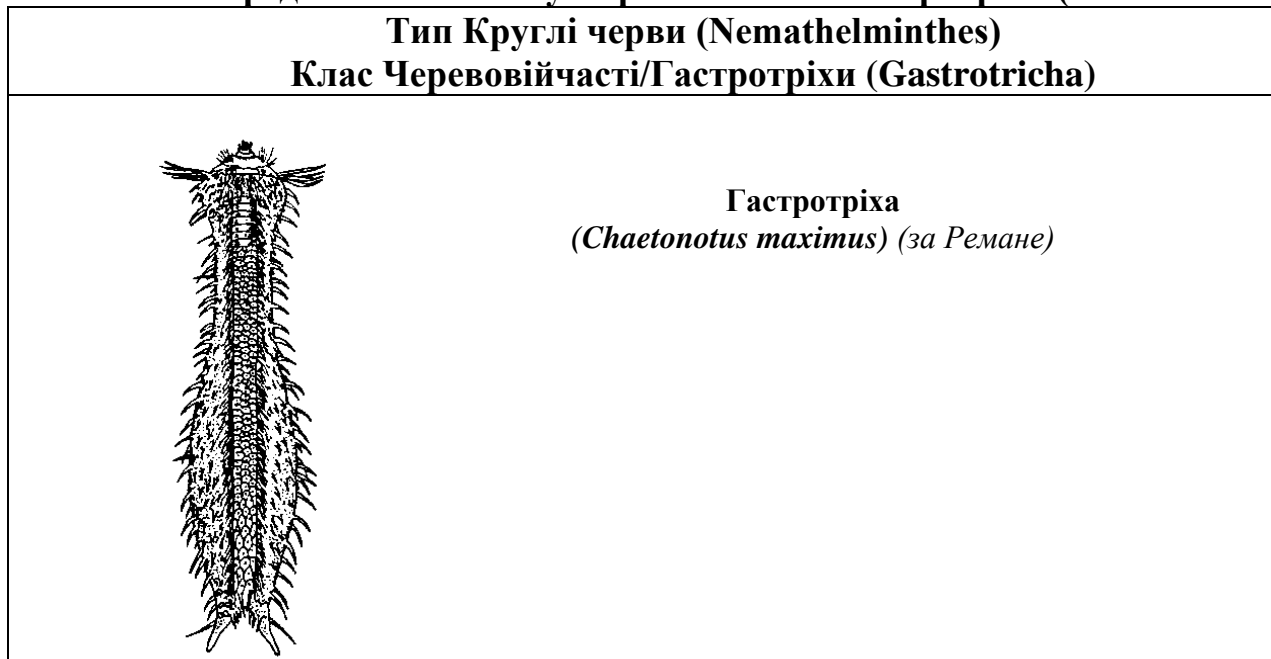 Тип Круглі черви (Nemathelminthes)
Клас Черевовійчасті/Гастротріхи (Gastrotricha)
Гастротріха
(Chaetonotus maximus) (за Ремане)